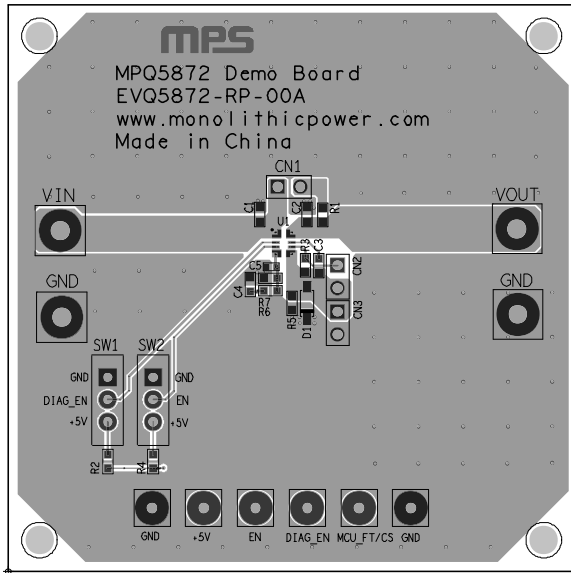 mps
MPQ5872 Demo Board
EVQ5872-RP-00A
www.monolithicpower.com
Made in China
CN1
VIN
C1
C2
R1
VOUT
U1
R3
C3
CN2
GND
C5
C4
R7
R6
R5
D1
CN3
GND
SW1
SW2
GND
GND
DIAG_EN
EN
+5V
+5V
R2
R4
GND
+5V
EN
DIAG_EN
MCU_FT/CS
GND